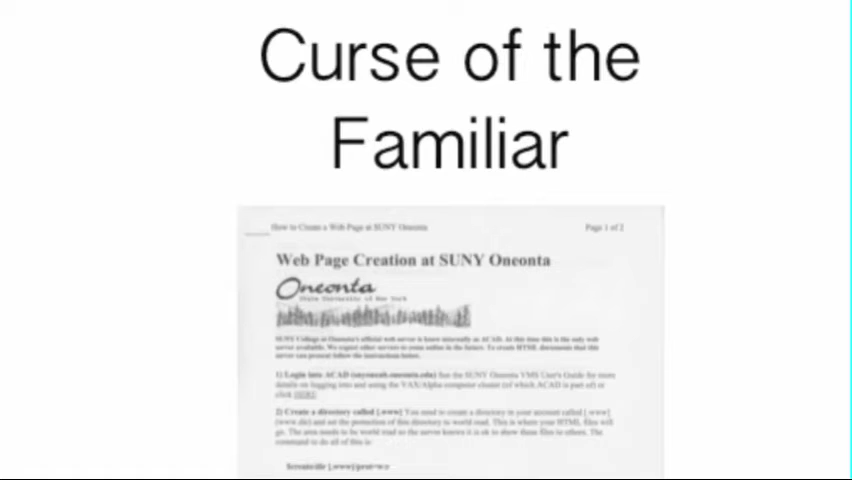 Curse of the
Familiar
How to Create a Web Page at SUNY Oneonta Page 1 of 2
Web Page Creation at SUNY Oneonta
Oneonta
State University of New York
SUNY College at Oneonta's official web server is know internally as ACAD. At this time this is the only web
server available. We expect other servers to come online in the future. To create HTML documents that this
server can present follow the instructions below.
1) Login into ACAD See the SUNY Oneonta VMS User's Guide for more
details on logging into and using the VAX/Alpha computer cluster (of which ACAD is part of) or
click HERE
2) Create a directory called [.www] You need to create a directory in your account called [.www]
(www.dir) and set the protection of this directory to world read. This is where your HTML files will
go. The area needs to be world read so the server knows it is ok to show these files to others. The
command to do all of this is: